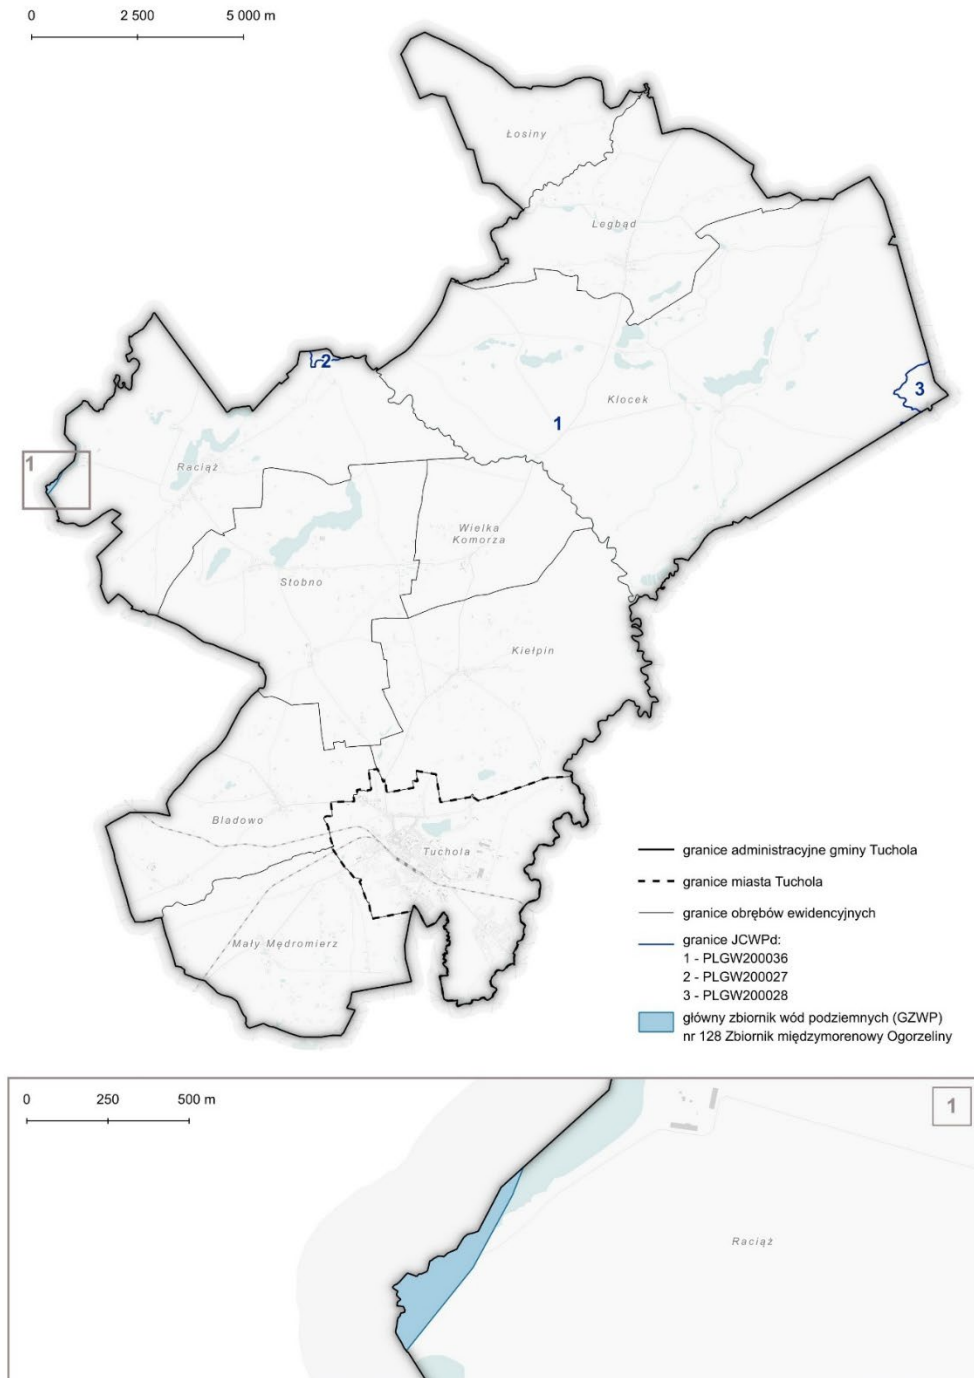 0 2 500 5 000 m
Łosiny
Legbąd
2
3
Klocek
1
1
Raciąż
Wielka
Komorza
Stobno
Kiełpin
Bladowo
Tuchola
Mały Mędromierz
granice administracyjne gminy Tuchola
granice miasta Tuchola
granice obrębów ewidencyjnych
granice JCWPd:
1 - PLGW200036
2 - PLGW200027
3 - PLGW200028
główny zbiornik wód podziemnych (GZWP)
nr 128 Zbiornik międzymorenowy Ogorzeliny
0 250 500 m
1
Raciąż